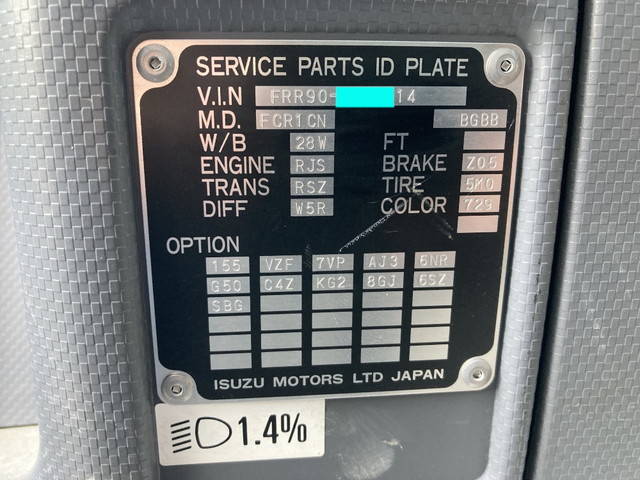 SERVICE PARTS ID PLATE
V.I.N FRR90- 14
M.D. FCR1CN BGBB
W/B 28W FT
ENGINE RJS BRAKE Z05
TRANS RSZ TIRE 5M0
DIFF W5R COLOR 729
OPTION
155 VZF 7VP AJ3 5NR
G50 C4Z KG2 8GJ 6SZ
SBG
ISUZU MOTORS LTD JAPAN
1.4%